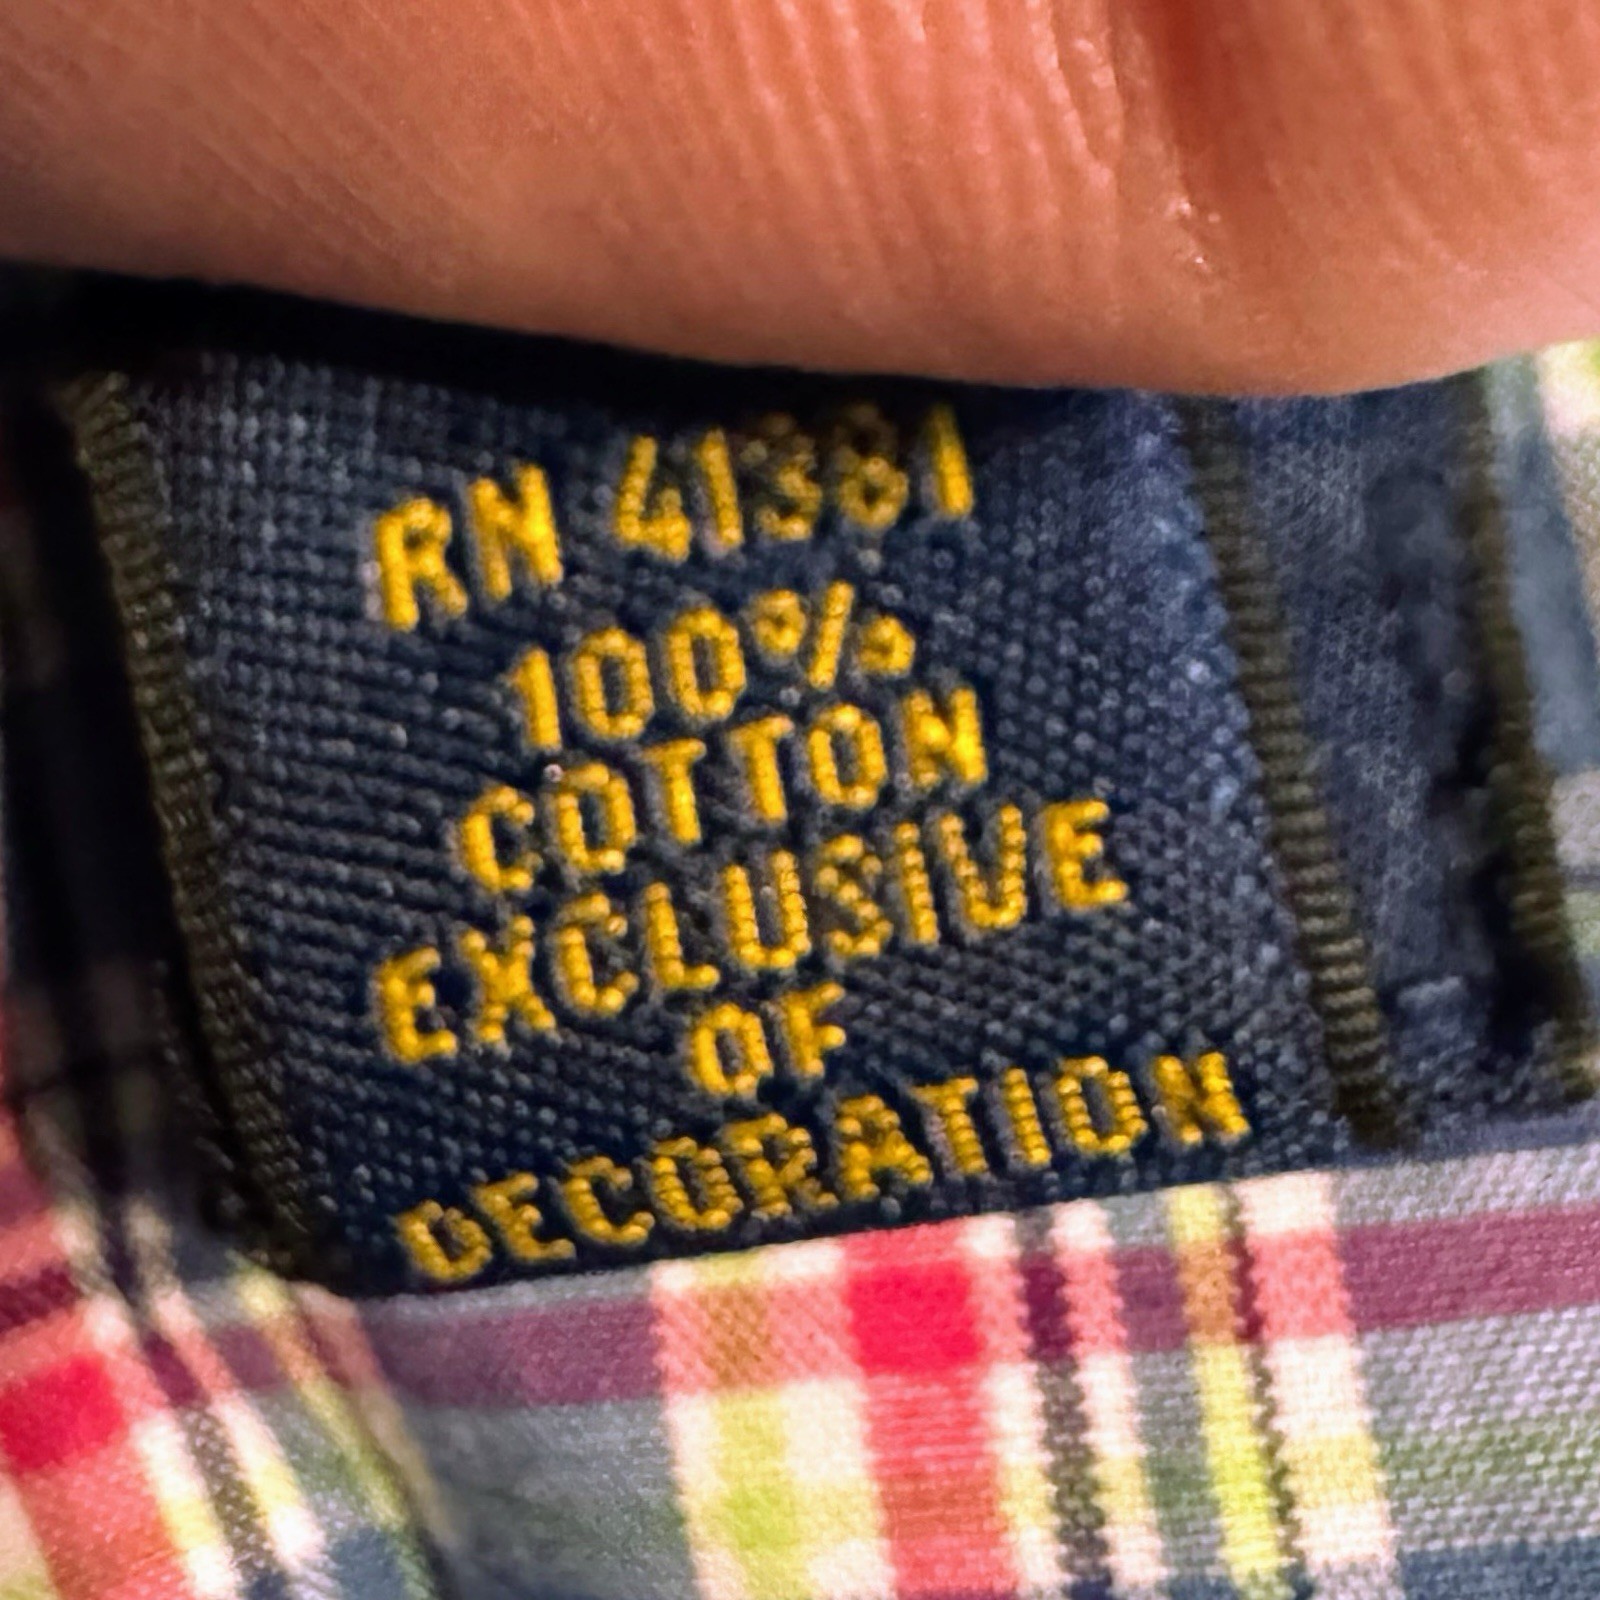 RN 41381
100%
COTTON
EXCLUSIVE
OF
DECORATION